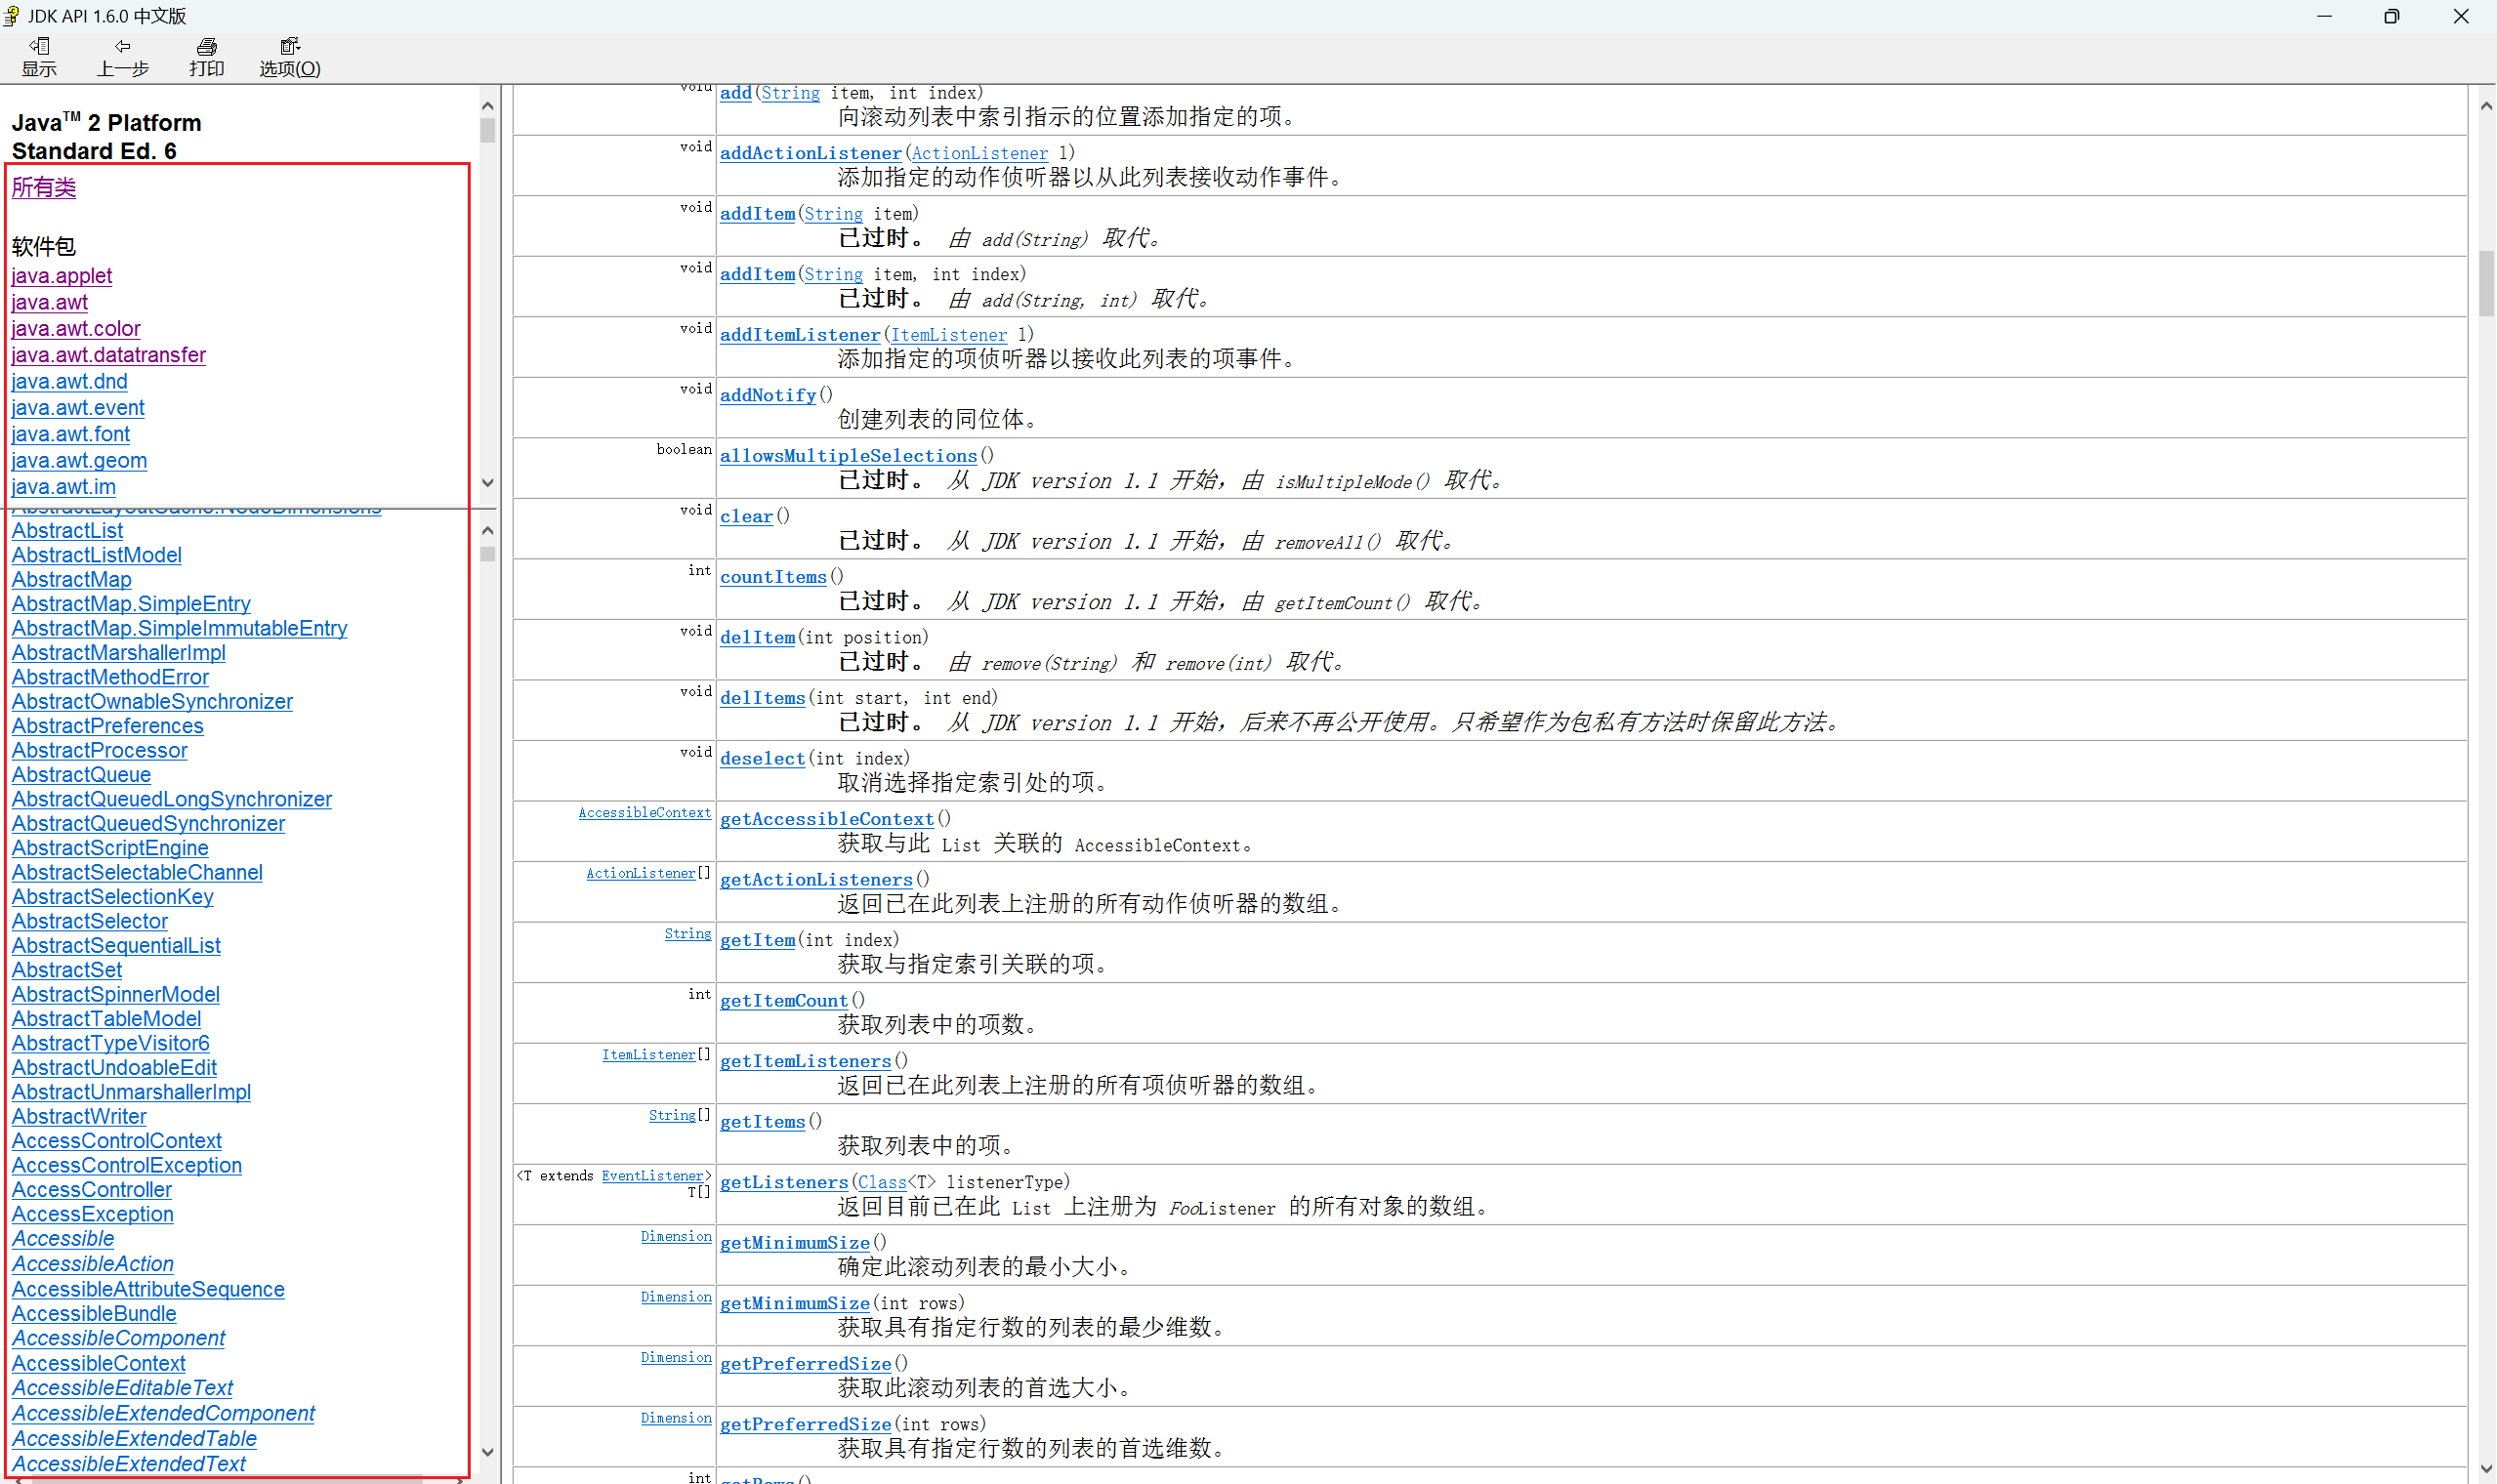 JDK API 1.6.0 中文版
显示 上一步 打印 选项(O)
Java™ 2 Platform
Standard Ed. 6
所有类
软件包
java.applet
java.awt
java.awt.color
java.awt.datatransfer
java.awt.dnd
java.awt.event
java.awt.font
java.awt.geom
java.awt.im
AbstractLayoutCache.NodeDimensions
AbstractList
AbstractListModel
AbstractMap
AbstractMap.SimpleEntry
AbstractMap.SimpleImmutableEntry
AbstractMarshallerImpl
AbstractMethodError
AbstractOwnableSynchronizer
AbstractPreferences
AbstractProcessor
AbstractQueue
AbstractQueuedLongSynchronizer
AbstractQueuedSynchronizer
AbstractScriptEngine
AbstractSelectableChannel
AbstractSelectionKey
AbstractSelector
AbstractSequentialList
AbstractSet
AbstractSpinnerModel
AbstractTableModel
AbstractTypeVisitor6
AbstractUndoableEdit
AbstractUnmarshallerImpl
AbstractWriter
AccessControlContext
AccessControlException
AccessController
AccessException
Accessible
AccessibleAction
AccessibleAttributeSequence
AccessibleBundle
AccessibleComponent
AccessibleContext
AccessibleEditableText
AccessibleExtendedComponent
AccessibleExtendedTable
AccessibleExtendedText
void add(String item, int index)
向滚动列表中索引指示的位置添加指定的项。
void addActionListener(ActionListener l)
添加指定的动作侦听器以从此列表接收动作事件。
void addItem(String item)
已过时。 由 add(String) 取代。
void addItem(String item, int index)
已过时。 由 add(String, int) 取代。
void addItemListener(ItemListener l)
添加指定的项侦听器以接收此列表的项事件。
void addNotify()
创建列表的同位体。
boolean allowsMultipleSelections()
已过时。 从 JDK version 1.1 开始，由 isMultipleMode() 取代。
void clear()
已过时。 从 JDK version 1.1 开始，由 removeAll() 取代。
int countItems()
已过时。 从 JDK version 1.1 开始，由 getItemCount() 取代。
void delItem(int position)
已过时。 由 remove(String) 和 remove(int) 取代。
void delItems(int start, int end)
已过时。 从 JDK version 1.1 开始，后来不再公开使用。只希望作为包私有方法时保留此方法。
void deselect(int index)
取消选择指定索引处的项。
AccessibleContext getAccessibleContext()
获取与此 List 关联的 AccessibleContext。
ActionListener[] getActionListeners()
返回已在此列表上注册的所有动作侦听器的数组。
String getItem(int index)
获取与指定索引关联的项。
int getItemCount()
获取列表中的项数。
ItemListener[] getItemListeners()
返回已在此列表上注册的所有项侦听器的数组。
String[] getItems()
获取列表中的项。
<T extends EventListener>
T[] getListeners(Class<T> listenerType)
返回目前已在此 List 上注册为 FooListener 的所有对象的数组。
Dimension getMinimumSize()
确定此滚动列表的最小大小。
Dimension getMinimumSize(int rows)
获取具有指定行数的列表的最少维数。
Dimension getPreferredSize()
获取此滚动列表的首选大小。
Dimension getPreferredSize(int rows)
获取具有指定行数的列表的首选维数。
int getRows()